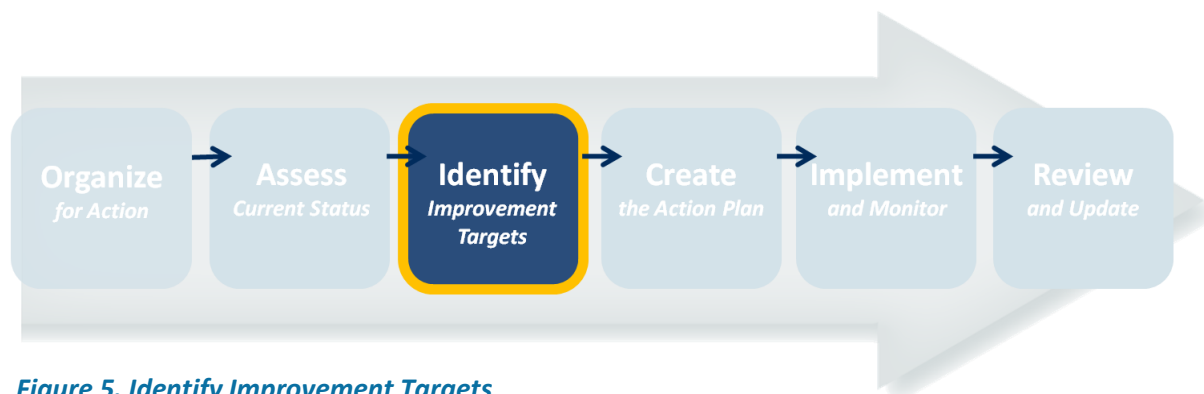 Organize
for Action
Assess
Current Status
Identify
Improvement
Targets
Create
the Action Plan
Implement
and Monitor
Review
and Update
Figure 5. Identify Improvement Targets